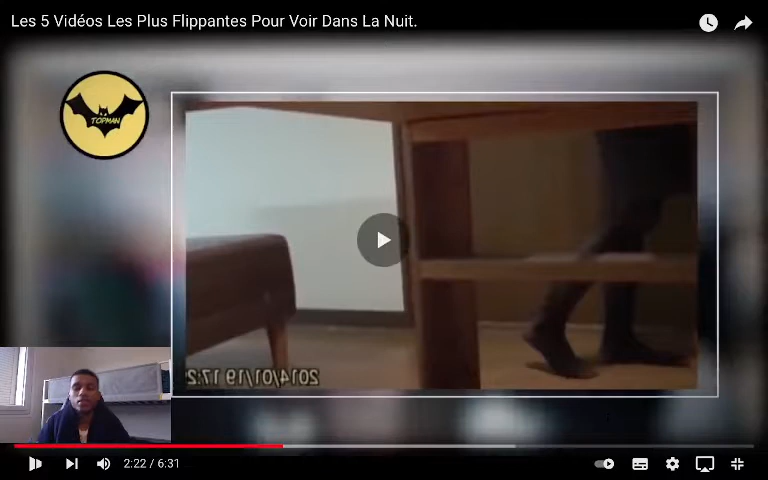 Les 5 Vidéos Les Plus Flippantes Pour Voir Dans La Nuit.
TOPMAN
2014/01/19 17:2
2:22 / 6:31